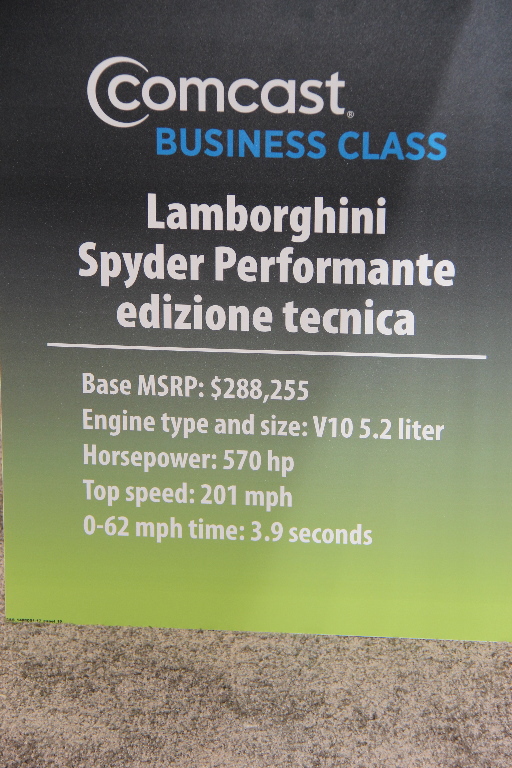 comcast®
BUSINESS CLASS
Lamborghini
Spyder Performante
edizione tecnica
Base MSRP: $288,255
Engine type and size: V10 5.2 liter
Horsepower: 570 hp
Top speed: 201 mph
0-62 mph time: 3.9 seconds